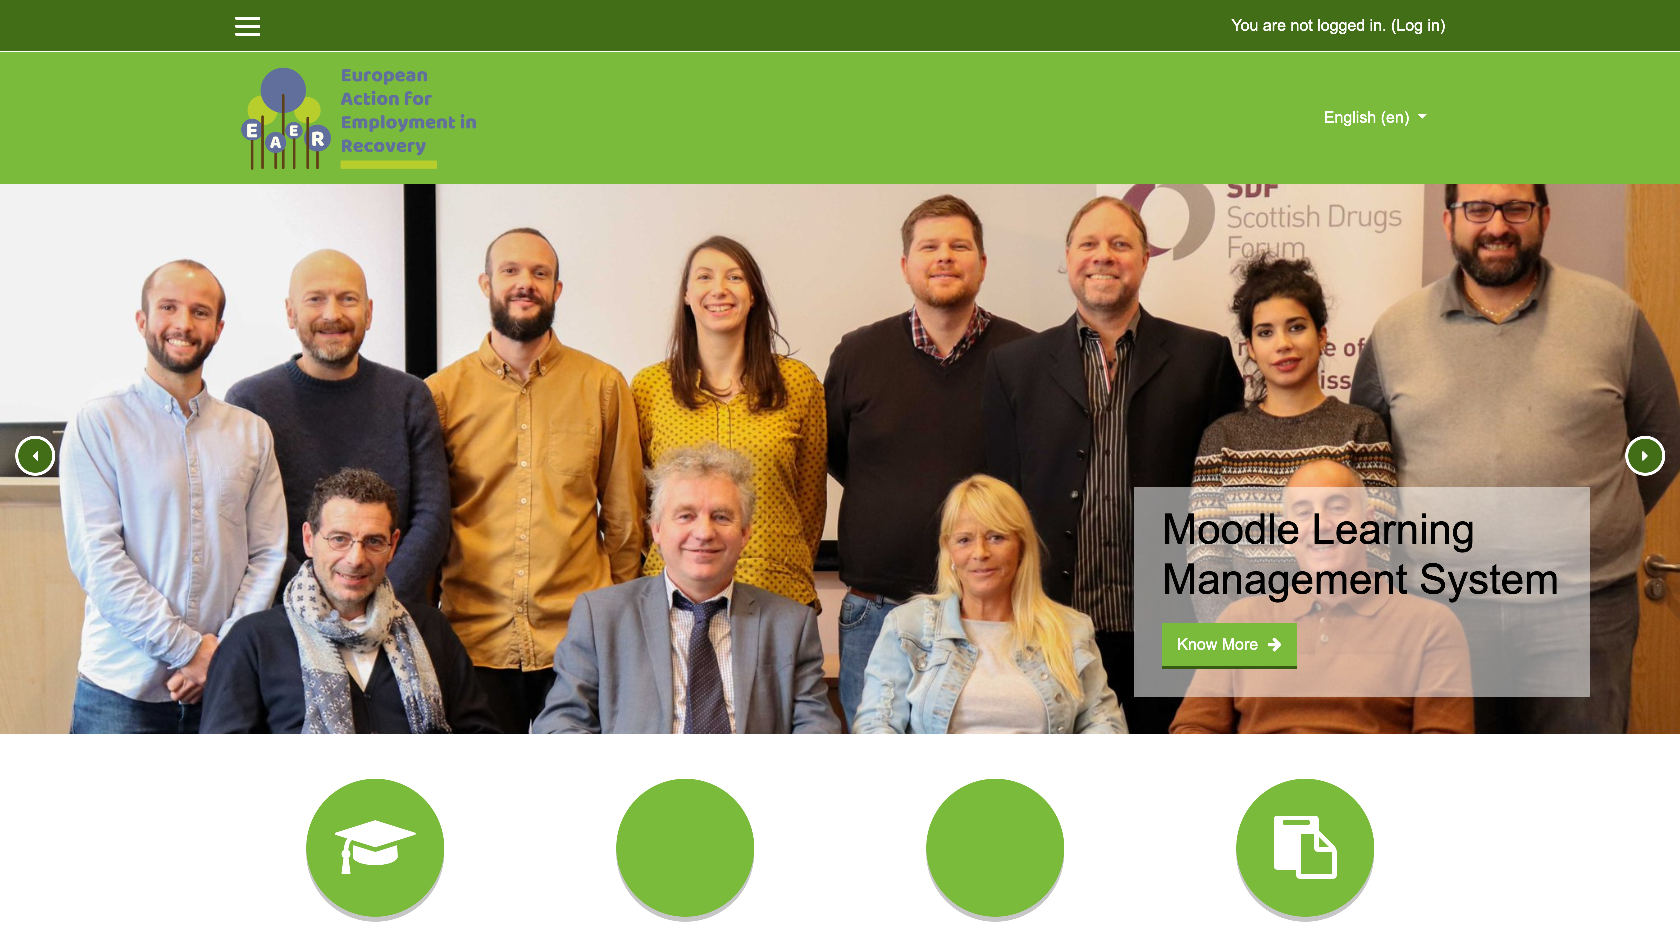 You are not logged in. (Log in)
European
Action for
Employment in
Recovery
E A E R
English (en)
SDF
Scottish Drugs
Forum
Moodle Learning
Management System
Know More